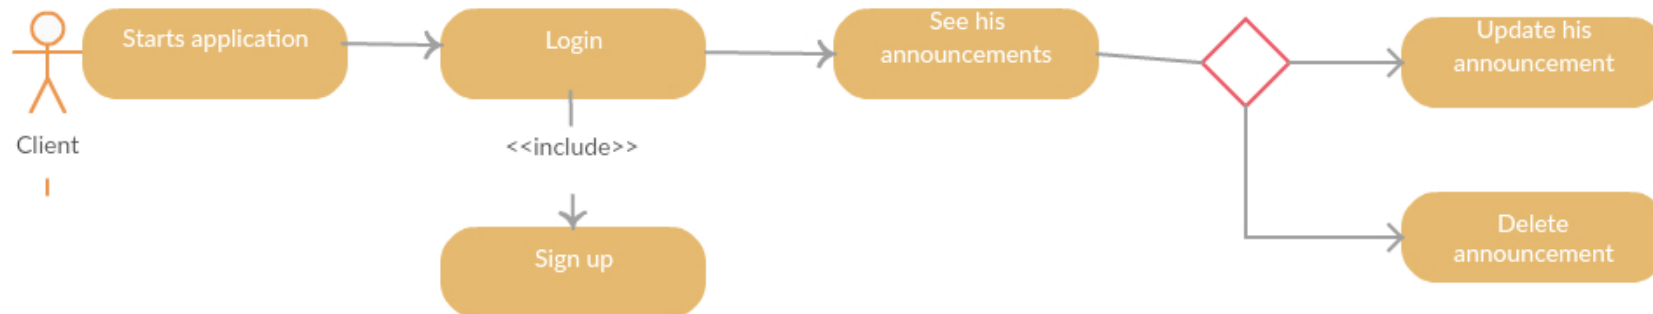 Starts application
Login
See his
announcements
Update his
announcement
Client
<<include>>
Delete
announcement
Sign up